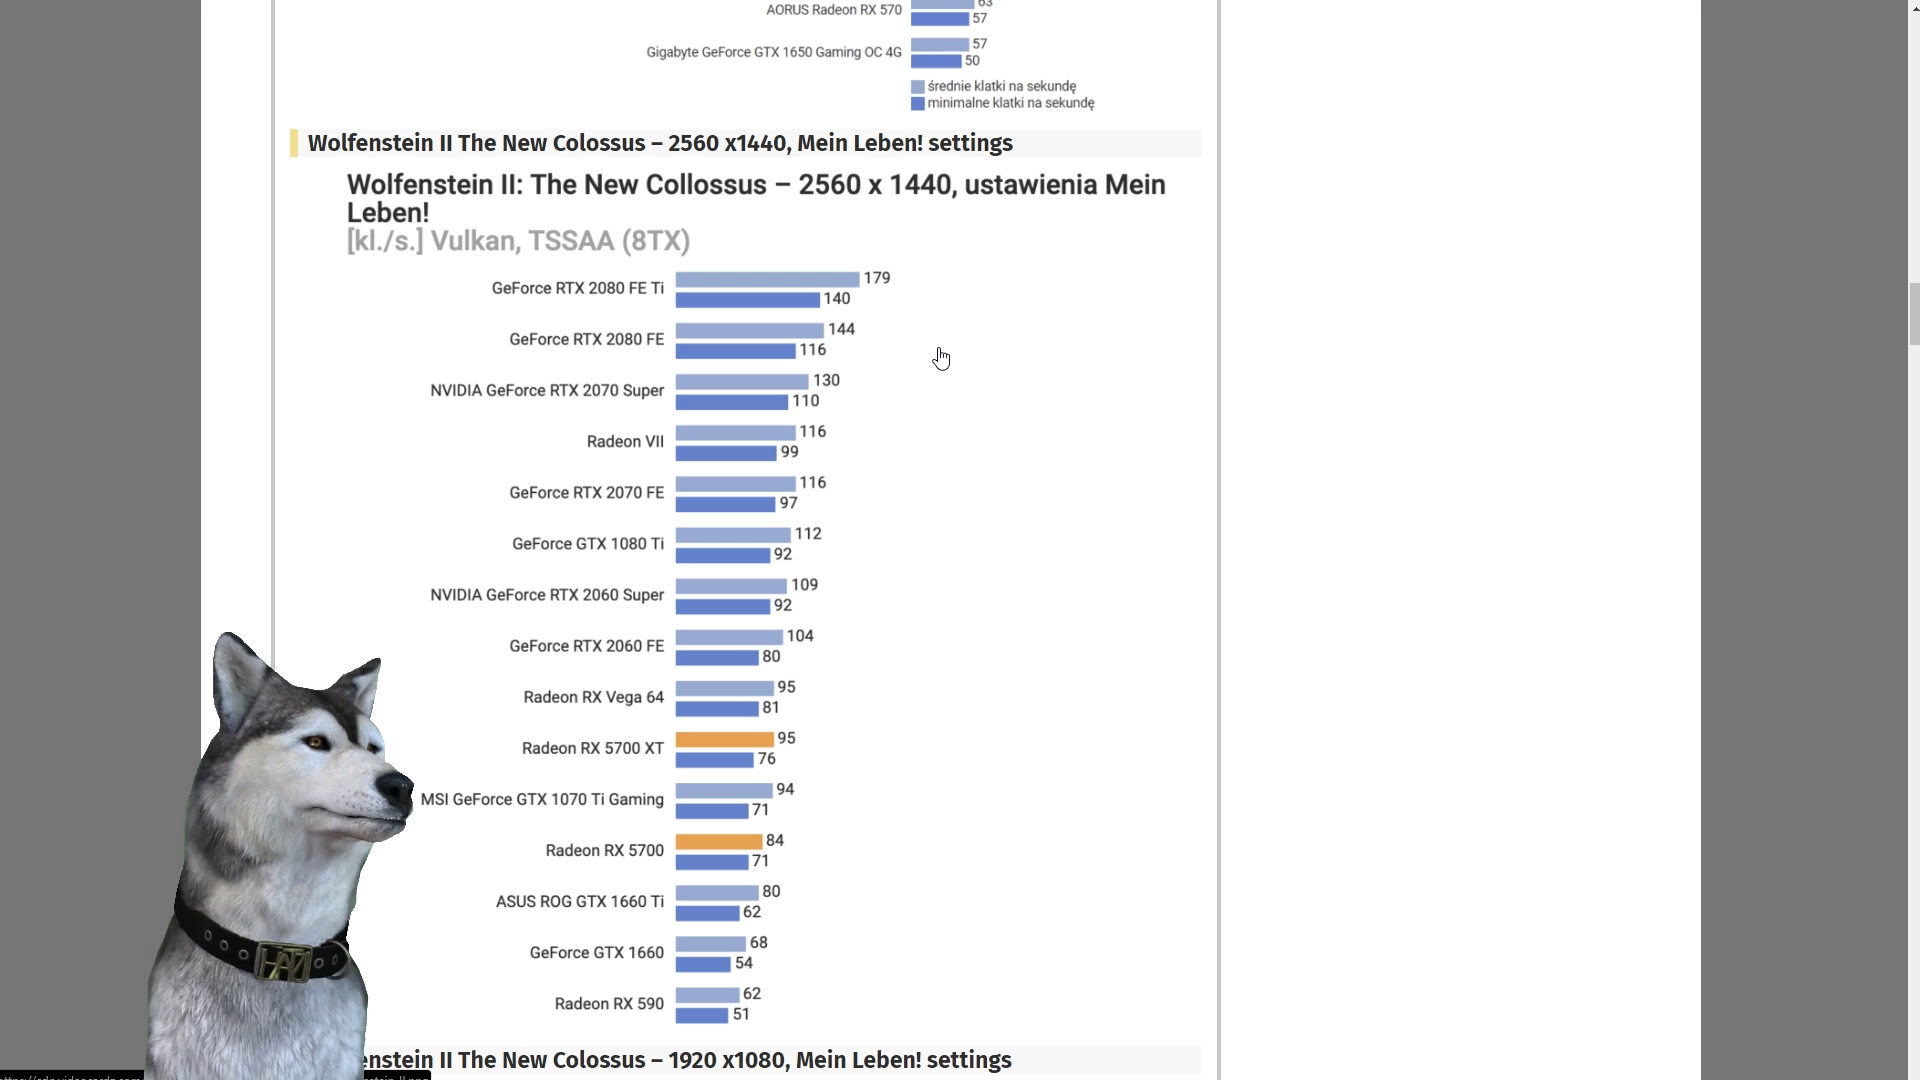 AORUS Radeon RX 570
63
57
Gigabyte GeForce GTX 1650 Gaming OC 4G
57
50
średnie klatki na sekundę
minimalne klatki na sekundę
Wolfenstein II The New Colossus – 2560 x1440, Mein Leben! settings
Wolfenstein II: The New Collossus – 2560 x 1440, ustawienia Mein
Leben!
[kl./s.] Vulkan, TSSAA (8TX)
GeForce RTX 2080 FE Ti
179
140
GeForce RTX 2080 FE
144
116
NVIDIA GeForce RTX 2070 Super
130
110
Radeon VII
116
99
GeForce RTX 2070 FE
116
97
GeForce GTX 1080 Ti
112
92
NVIDIA GeForce RTX 2060 Super
109
92
GeForce RTX 2060 FE
104
80
Radeon RX Vega 64
95
81
Radeon RX 5700 XT
95
76
MSI GeForce GTX 1070 Ti Gaming
94
71
Radeon RX 5700
84
71
ASUS ROG GTX 1660 Ti
80
62
GeForce GTX 1660
68
54
Radeon RX 590
62
51
enstein II The New Colossus – 1920 x1080, Mein Leben! settings